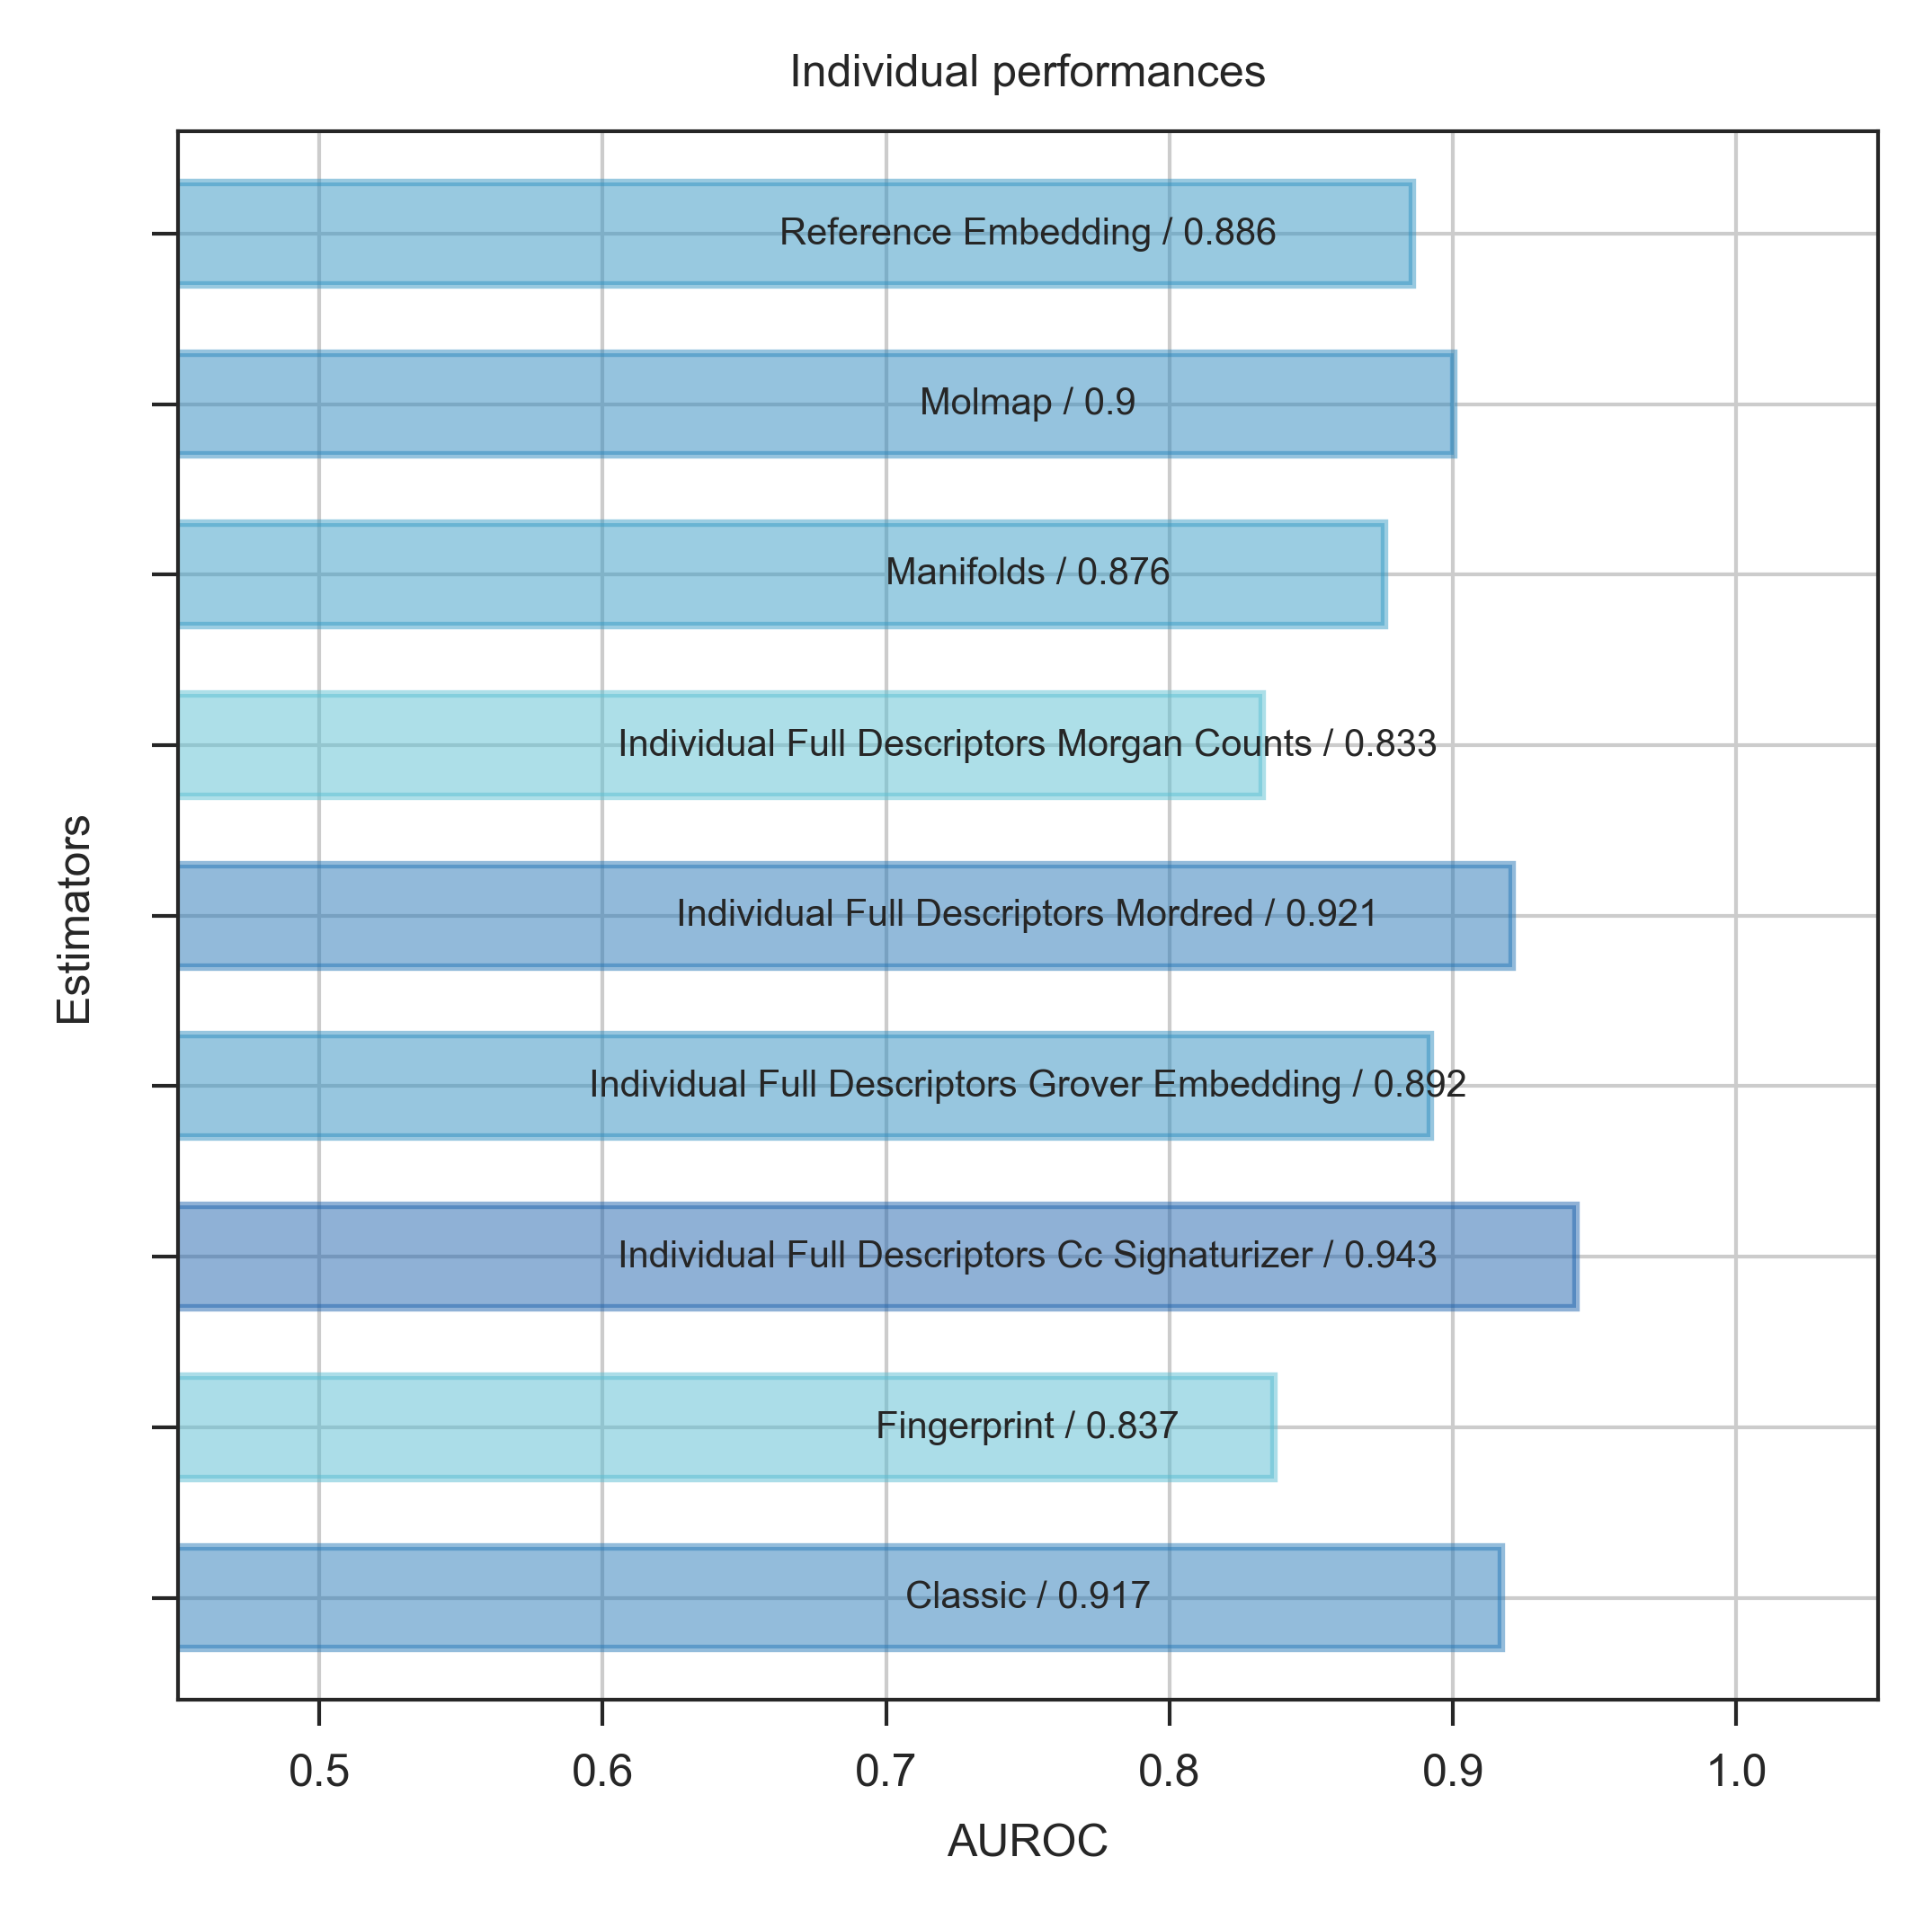 Individual performances
Estimators
Reference Embedding / 0.886
Molmap / 0.9
Manifolds / 0.876
Individual Full Descriptors Morgan Counts / 0.833
Individual Full Descriptors Mordred / 0.921
Individual Full Descriptors Grover Embedding / 0.892
Individual Full Descriptors Cc Signaturizer / 0.943
Fingerprint / 0.837
Classic / 0.917
0.5 0.6 0.7 0.8 0.9 1.0
AUROC